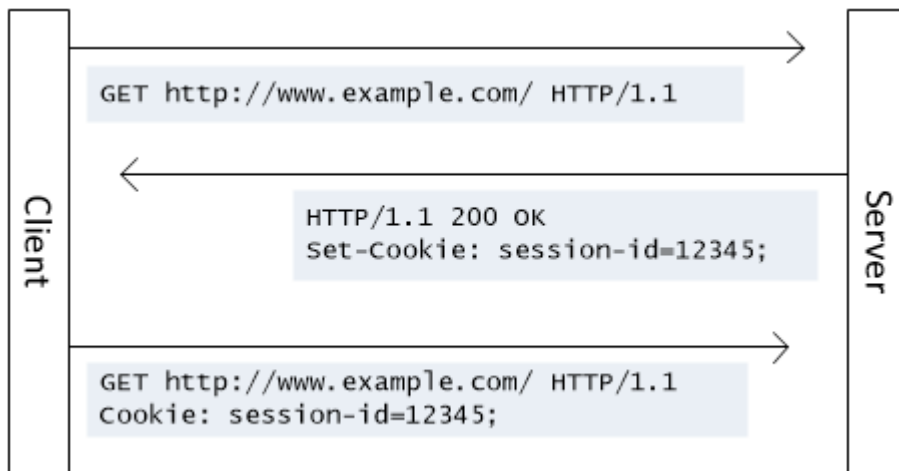 Client
Server
GET http://www.example.com/ HTTP/1.1
HTTP/1.1 200 OK
Set-Cookie: session-id=12345;
GET http://www.example.com/ HTTP/1.1
Cookie: session-id=12345;